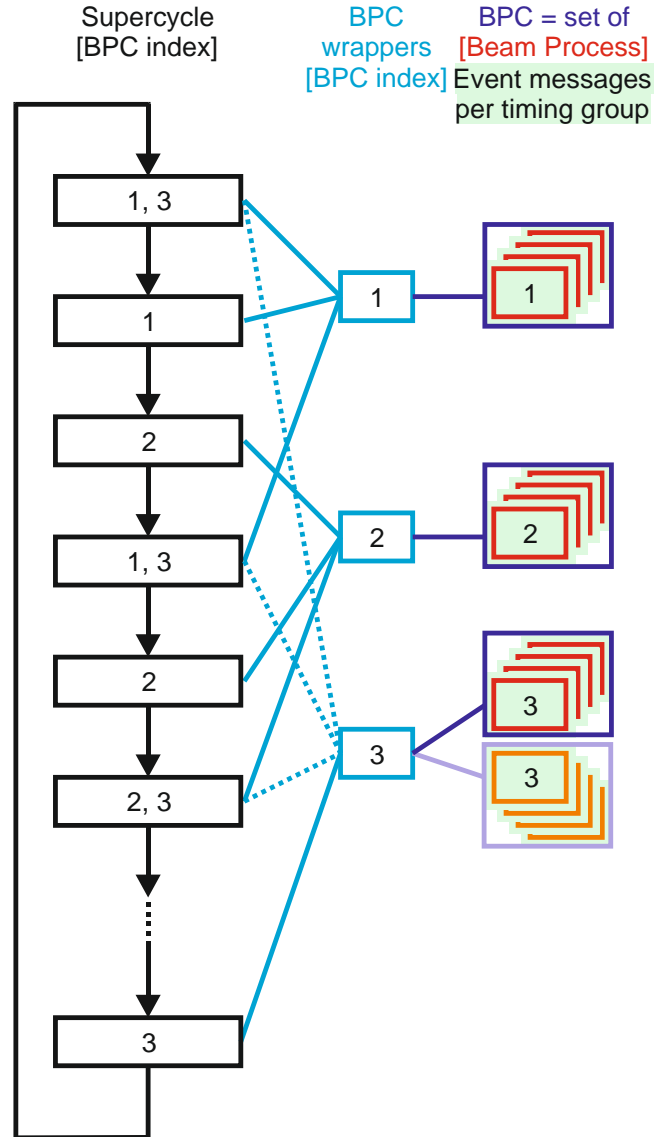 Supercycle
[BPC index]
BPC
wrappers
[BPC index]
BPC = set of
[Beam Process]
Event messages
per timing group
1, 3
1
2
1, 3
2
2, 3
3
1
2
3
1
2
3
3